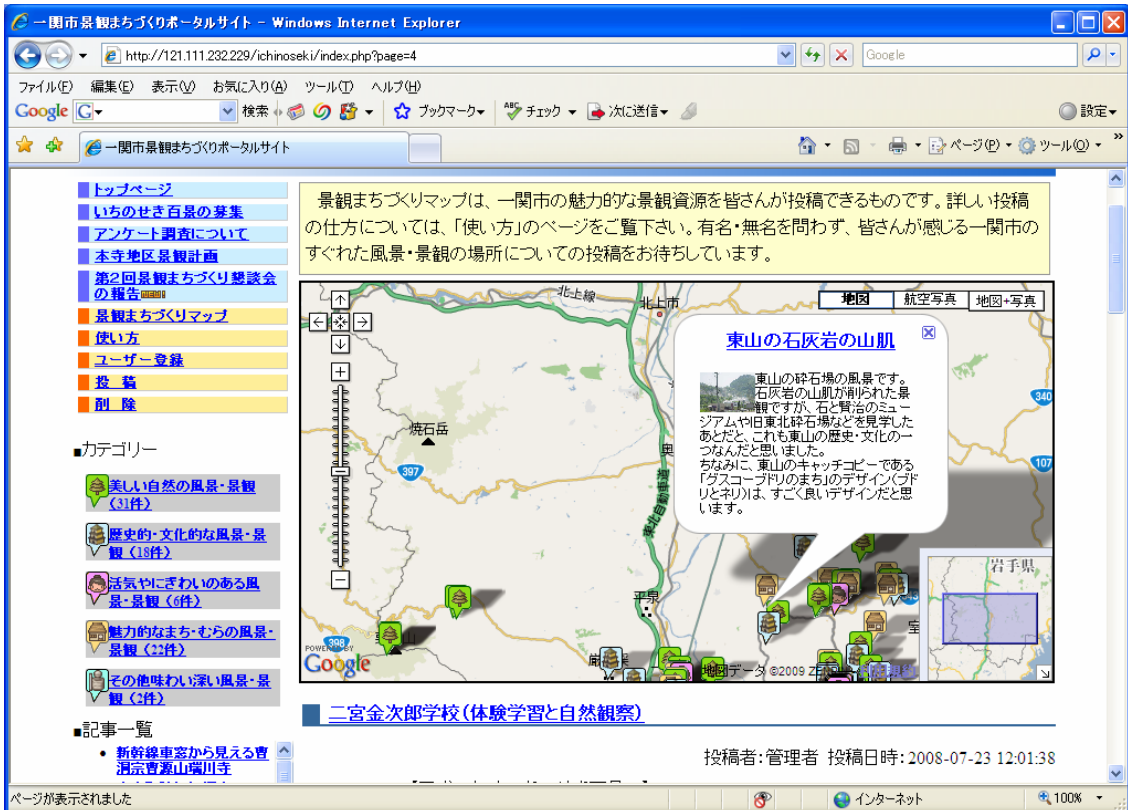 一関市景観まちづくりポータルサイト - Windows Internet Explorer
http://121.111.232.229/ichinoseki/index.php?page=4
Google
ファイル(F) 編集(E) 表示(V) お気に入り(A) ツール(T) ヘルプ(H)
Google G 検索 ブックマーク ABC チェック 次に送信 設定
一関市景観まちづくりポータルサイト
ページ(P) ツール(O) »
トップページ
いちのせき百景の募集
アンケート調査について
本寺地区景観計画
第2回景観まちづくり懇談会
の報告
景観まちづくりマップ
使い方
ユーザー登録
投 稿
削 除
■カテゴリー
美しい自然の風景・景観
(31件)
歴史的・文化的な風景・景
観 (18件)
活気やにぎわいのある風
景・景観 (6件)
魅力的なまち・むらの風景・
景観 (22件)
その他味わい深い風景・景
観 (2件)
■記事一覧
新幹線車窓から見える曹
洞宗曹源山瑞川寺
景観まちづくりマップは、一関市の魅力的な景観資源を皆さんが投稿できるものです。詳しい投稿
の仕方については、「使い方」のページをご覧下さい。有名・無名を問わず、皆さんが感じる一関市の
すぐれた風景・景観の場所についての投稿をお待ちしています。
北上線
北上市
地図 航空写真 地図+写真
東山の石灰岩の山肌
東山の砕石場の風景です。
石灰岩の山肌が削られた景
観ですが、石と賢治のミュー
ジアムや旧東北砕石場などを見学した
あとだと、これも東山の歴史・文化の一
つなんだと思いました。
ちなみに、東山のキャッチコピーである
「グスコーブドリのまち」のデザイン(ブド
リとネリ)は、すごく良いデザインだと思
います。
焼石岳
397
340
107
奥
東北自動車道
平泉
岩手県
398
山
室
POWERED BY
Google
厳
地図データ ©2009
二宮金次郎学校(体験学習と自然観察)
投稿者:管理者 投稿日時:2008-07-23 12:01:38
ページが表示されました
インターネット
100%